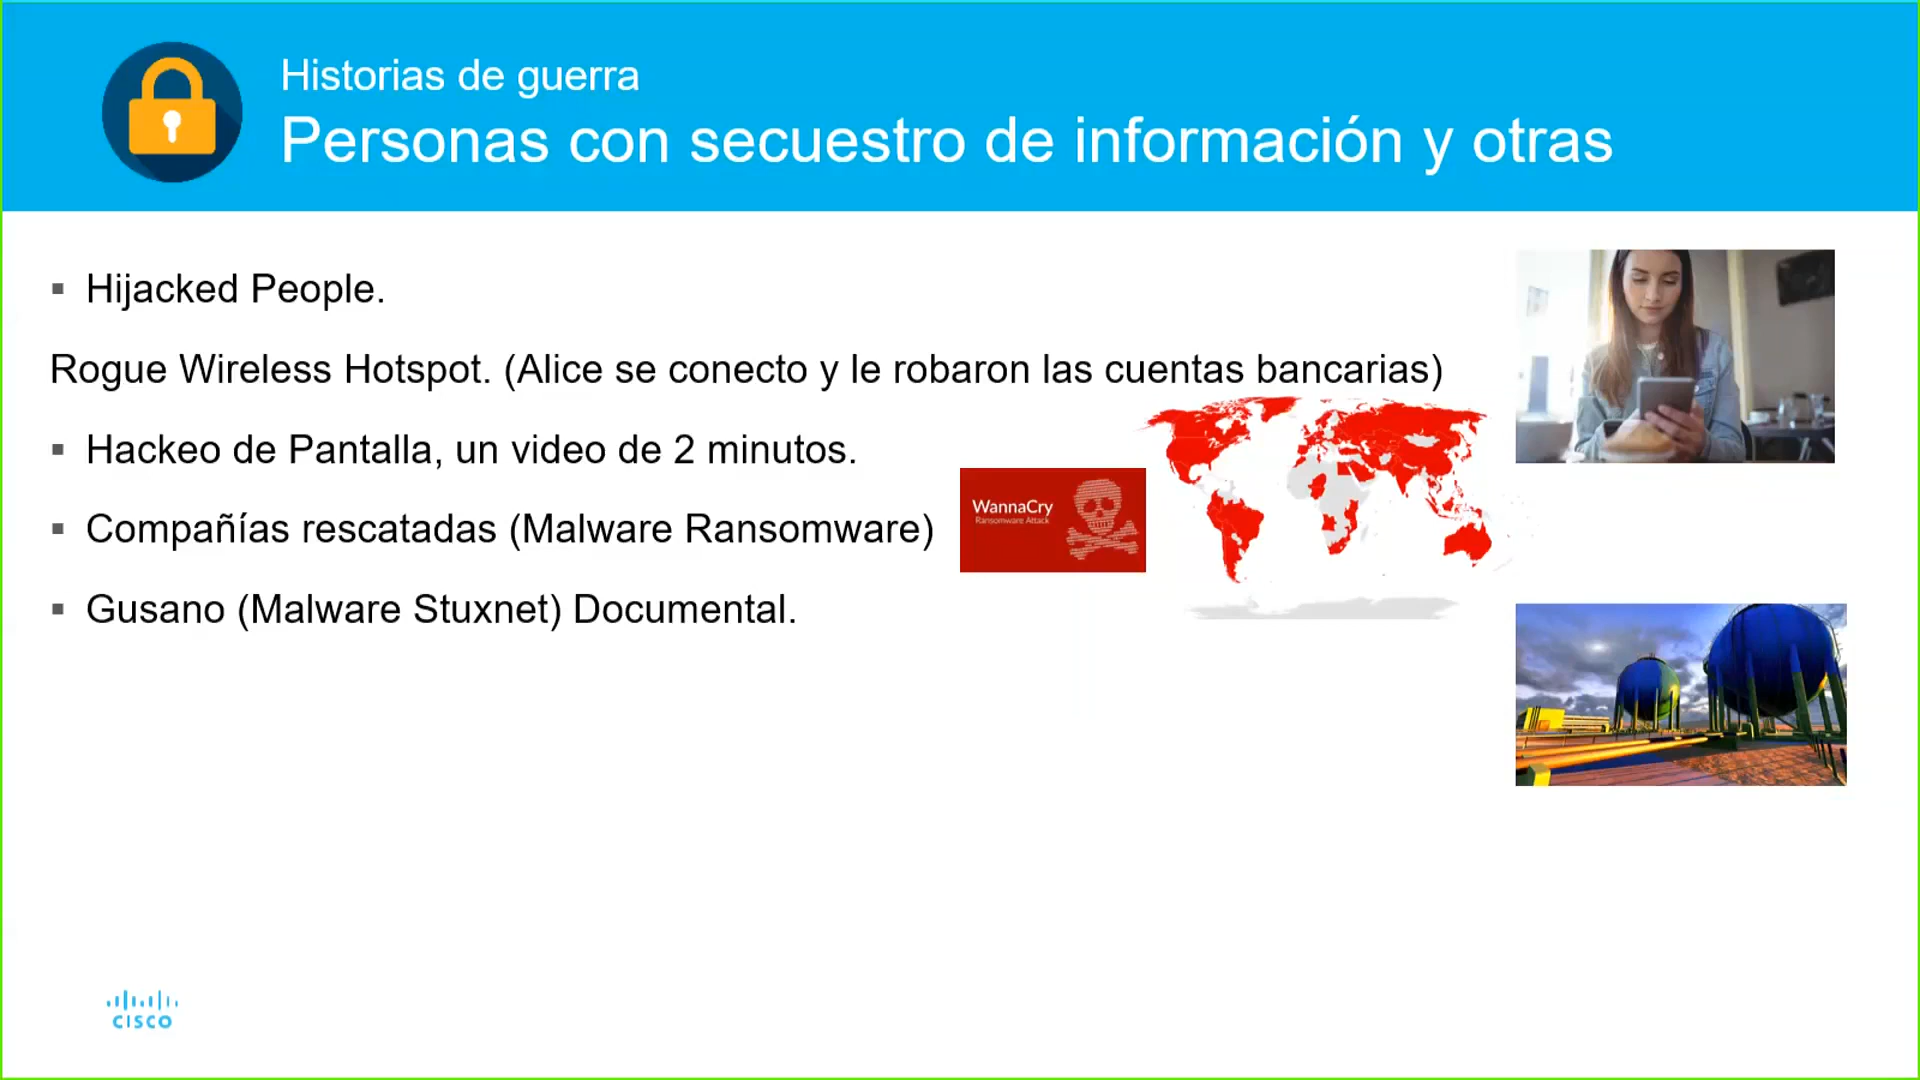 Historias de guerra
Personas con secuestro de información y otras
▪ Hijacked People.
Rogue Wireless Hotspot. (Alice se conecto y le robaron las cuentas bancarias)
▪ Hackeo de Pantalla, un video de 2 minutos.
▪ Compañías rescatadas (Malware Ransomware)
WannaCry
Ransomware Attack
▪ Gusano (Malware Stuxnet) Documental.
CISCO